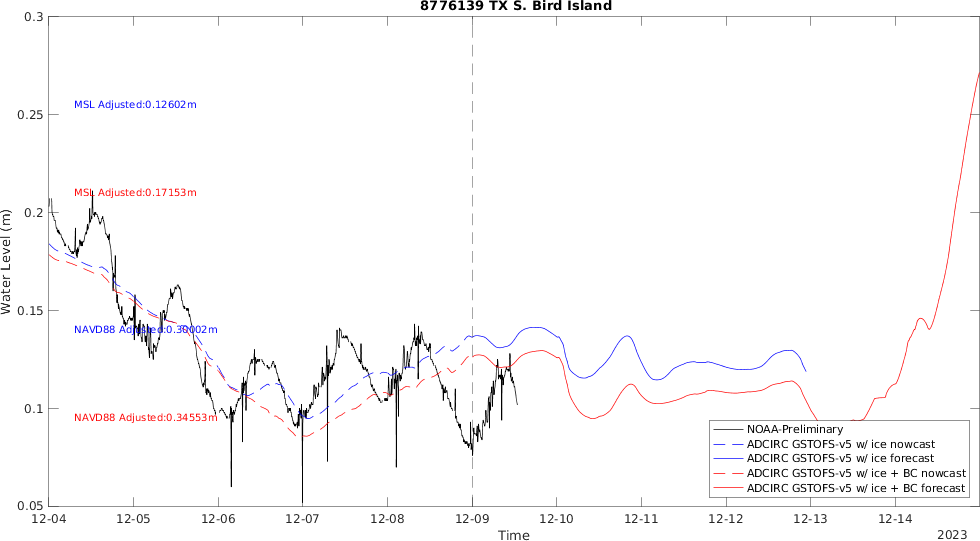 8776139 TX S. Bird Island
0.3
0.25
0.2
0.15
0.1
0.05
Water Level (m)
MSL Adjusted:0.12602m
MSL Adjusted:0.17153m
NAVD88 Adjusted:0.30002m
NAVD88 Adjusted:0.34553m
NOAA-Preliminary
ADCIRC GSTOFS-v5 w/ ice nowcast
ADCIRC GSTOFS-v5 w/ ice forecast
ADCIRC GSTOFS-v5 w/ ice + BC nowcast
ADCIRC GSTOFS-v5 w/ ice + BC forecast
12-04 12-05 12-06 12-07 12-08 12-09 12-10 12-11 12-12 12-13 12-14
Time
2023